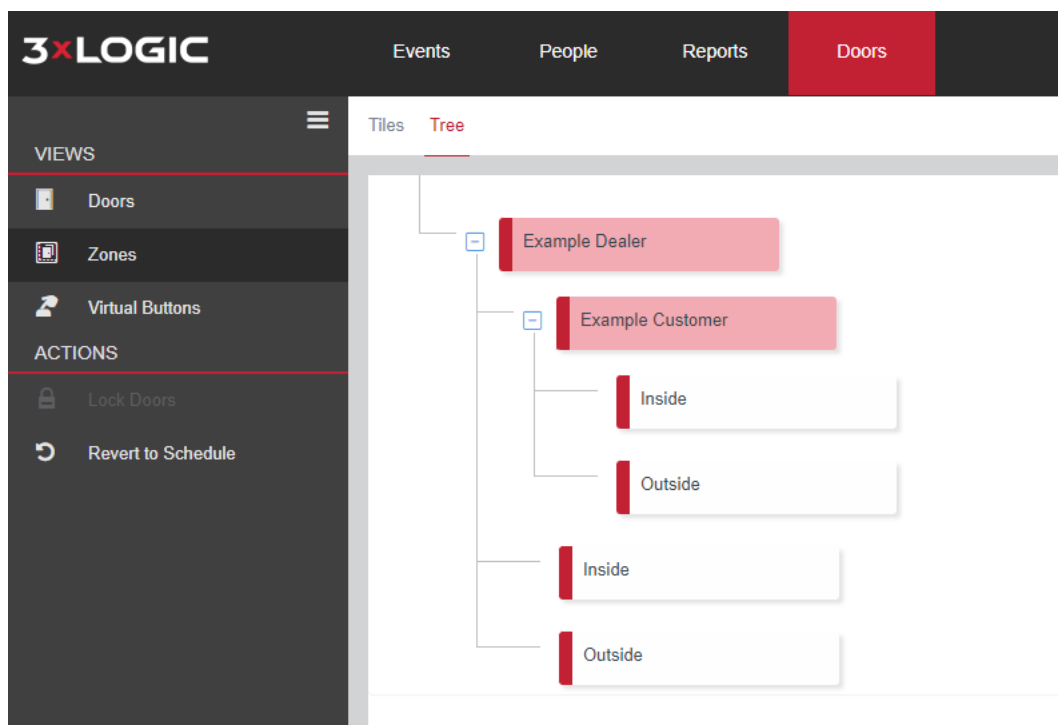 3xLOGIC
Events People Reports Doors
Tiles Tree
VIEWS
Doors
Zones
Virtual Buttons
ACTIONS
Lock Doors
Revert to Schedule
Example Dealer
Example Customer
Inside
Outside
Inside
Outside